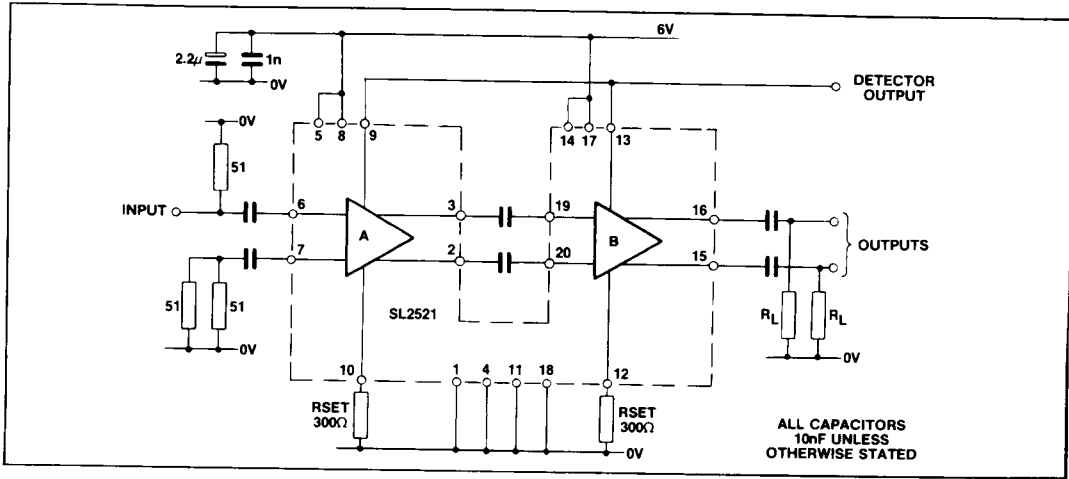 6V
2.2µ
1n
0V
DETECTOR
OUTPUT
5
8
9
14
17
13
0V
51
INPUT
6
3
19
16
A
B
OUTPUTS
7
2
20
15
51
51
SL2521
RL
RL
0V
0V
10
1
4
11
18
12
RSET
300Ω
RSET
300Ω
0V
ALL CAPACITORS
10nF UNLESS
OTHERWISE STATED